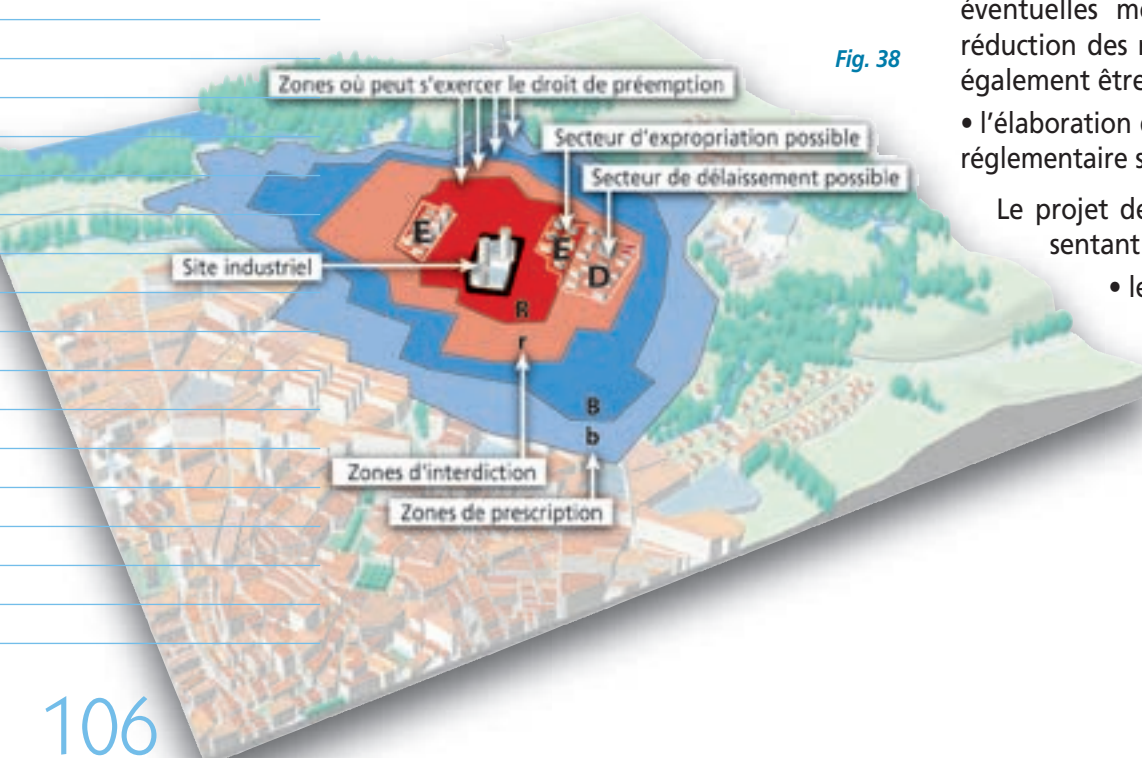 Fig. 38
Zones où peut s'exercer le droit de préemption
Secteur d'expropriation possible
Secteur de délaissement possible
Site industriel
E
E
D
R
r
B
b
Zones d'interdiction
Zones de prescription
éventuelles
réduction des
également être
• l'élaboration
réglementaire
Le projet de
sentant
106